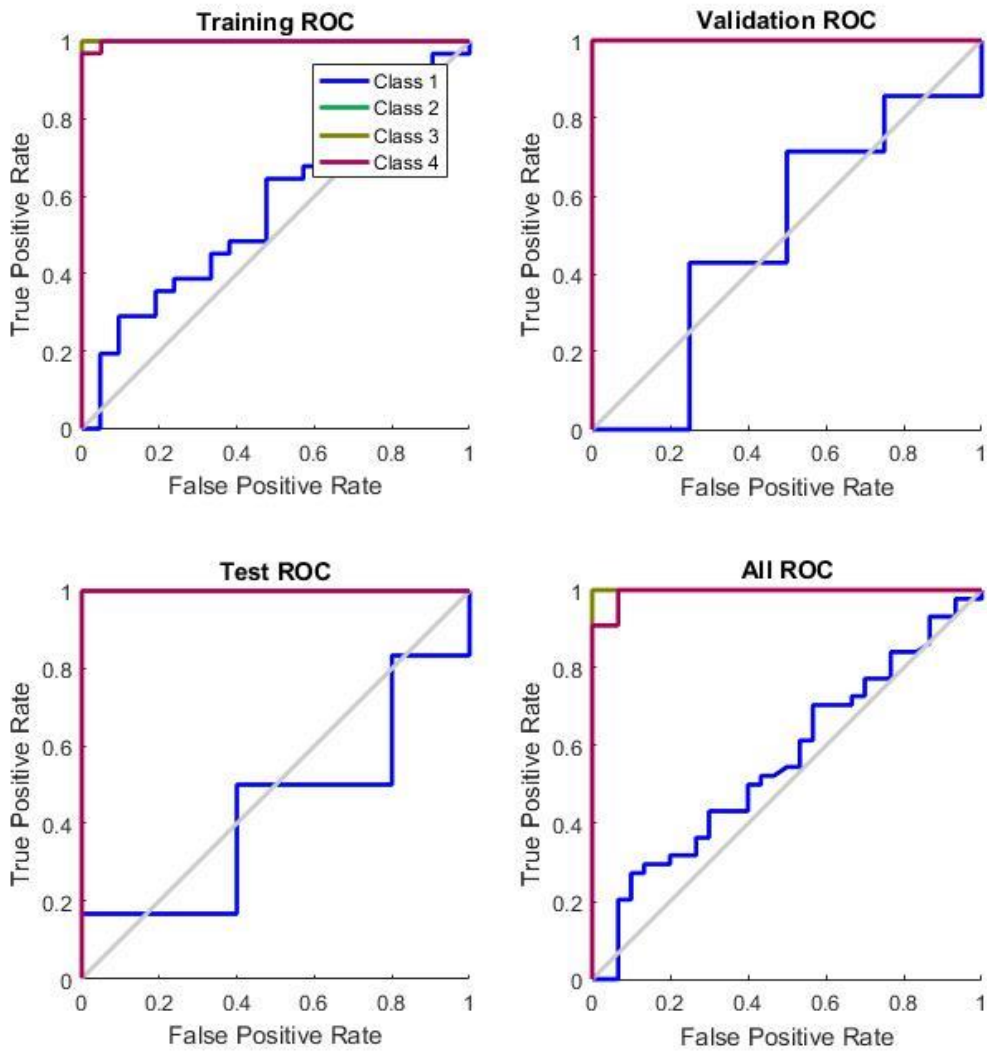 Training ROC
1
0.8
0.6
0.4
0.2
0
True Positive Rate
Class 1
Class 2
Class 3
Class 4
0 0.2 0.4 0.6 0.8 1
False Positive Rate
Validation ROC
1
0.8
0.6
0.4
0.2
0
True Positive Rate
0 0.2 0.4 0.6 0.8 1
False Positive Rate
Test ROC
1
0.8
0.6
0.4
0.2
0
True Positive Rate
0 0.2 0.4 0.6 0.8 1
False Positive Rate
All ROC
1
0.8
0.6
0.4
0.2
0
True Positive Rate
0 0.2 0.4 0.6 0.8 1
False Positive Rate